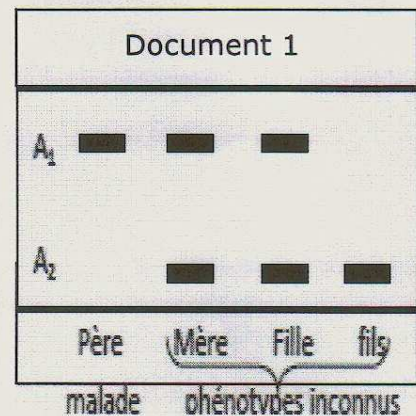 Document 1
A₁
A₂
Père Mère Fille fils
malade phénotypes inconnus